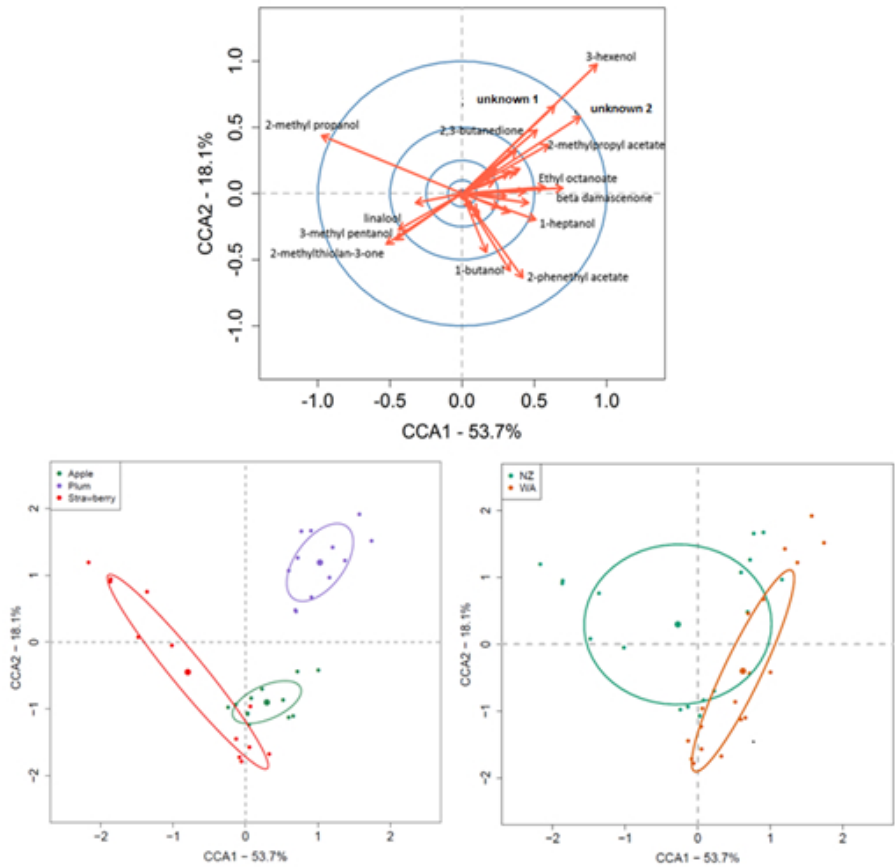 3-hexenol
1.0
unknown 1
unknown 2
2-methyl propanol
0.5
2,3-butanedione
2-methylpropyl acetate
CCA2 - 18.1%
Ethyl octanoate
0.0
beta damascenone
linalool
1-heptanol
3-methyl pentanol
2-methylthiolan-3-one
-0.5
1-butanol
2-phenethyl acetate
-1.0
-1.0 -0.5 0.0 0.5 1.0
CCA1 - 53.7%
Apple
Plum
Strawberry
2
1
0
−1
−2
CCA2 − 18.1%
−2 −1 0 1 2
CCA1 − 53.7%
NZ
WA
2
1
0
−1
−2
CCA2 − 18.1%
−2 −1 0 1 2
CCA1 − 53.7%